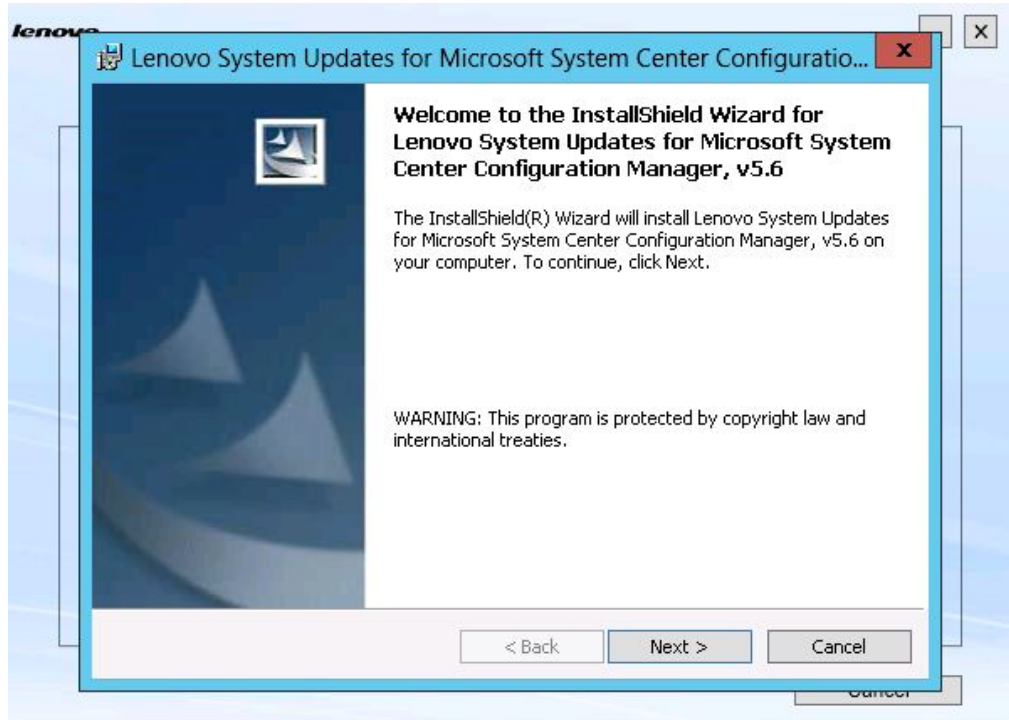 Lenovo System Updates for Microsoft System Center Configuratio...
X
X
Welcome to the InstallShield Wizard for
Lenovo System Updates for Microsoft System
Center Configuration Manager, v5.6
The InstallShield(R) Wizard will install Lenovo System Updates
for Microsoft System Center Configuration Manager, v5.6 on
your computer. To continue, click Next.
WARNING: This program is protected by copyright law and
international treaties.
< Back
Next >
Cancel